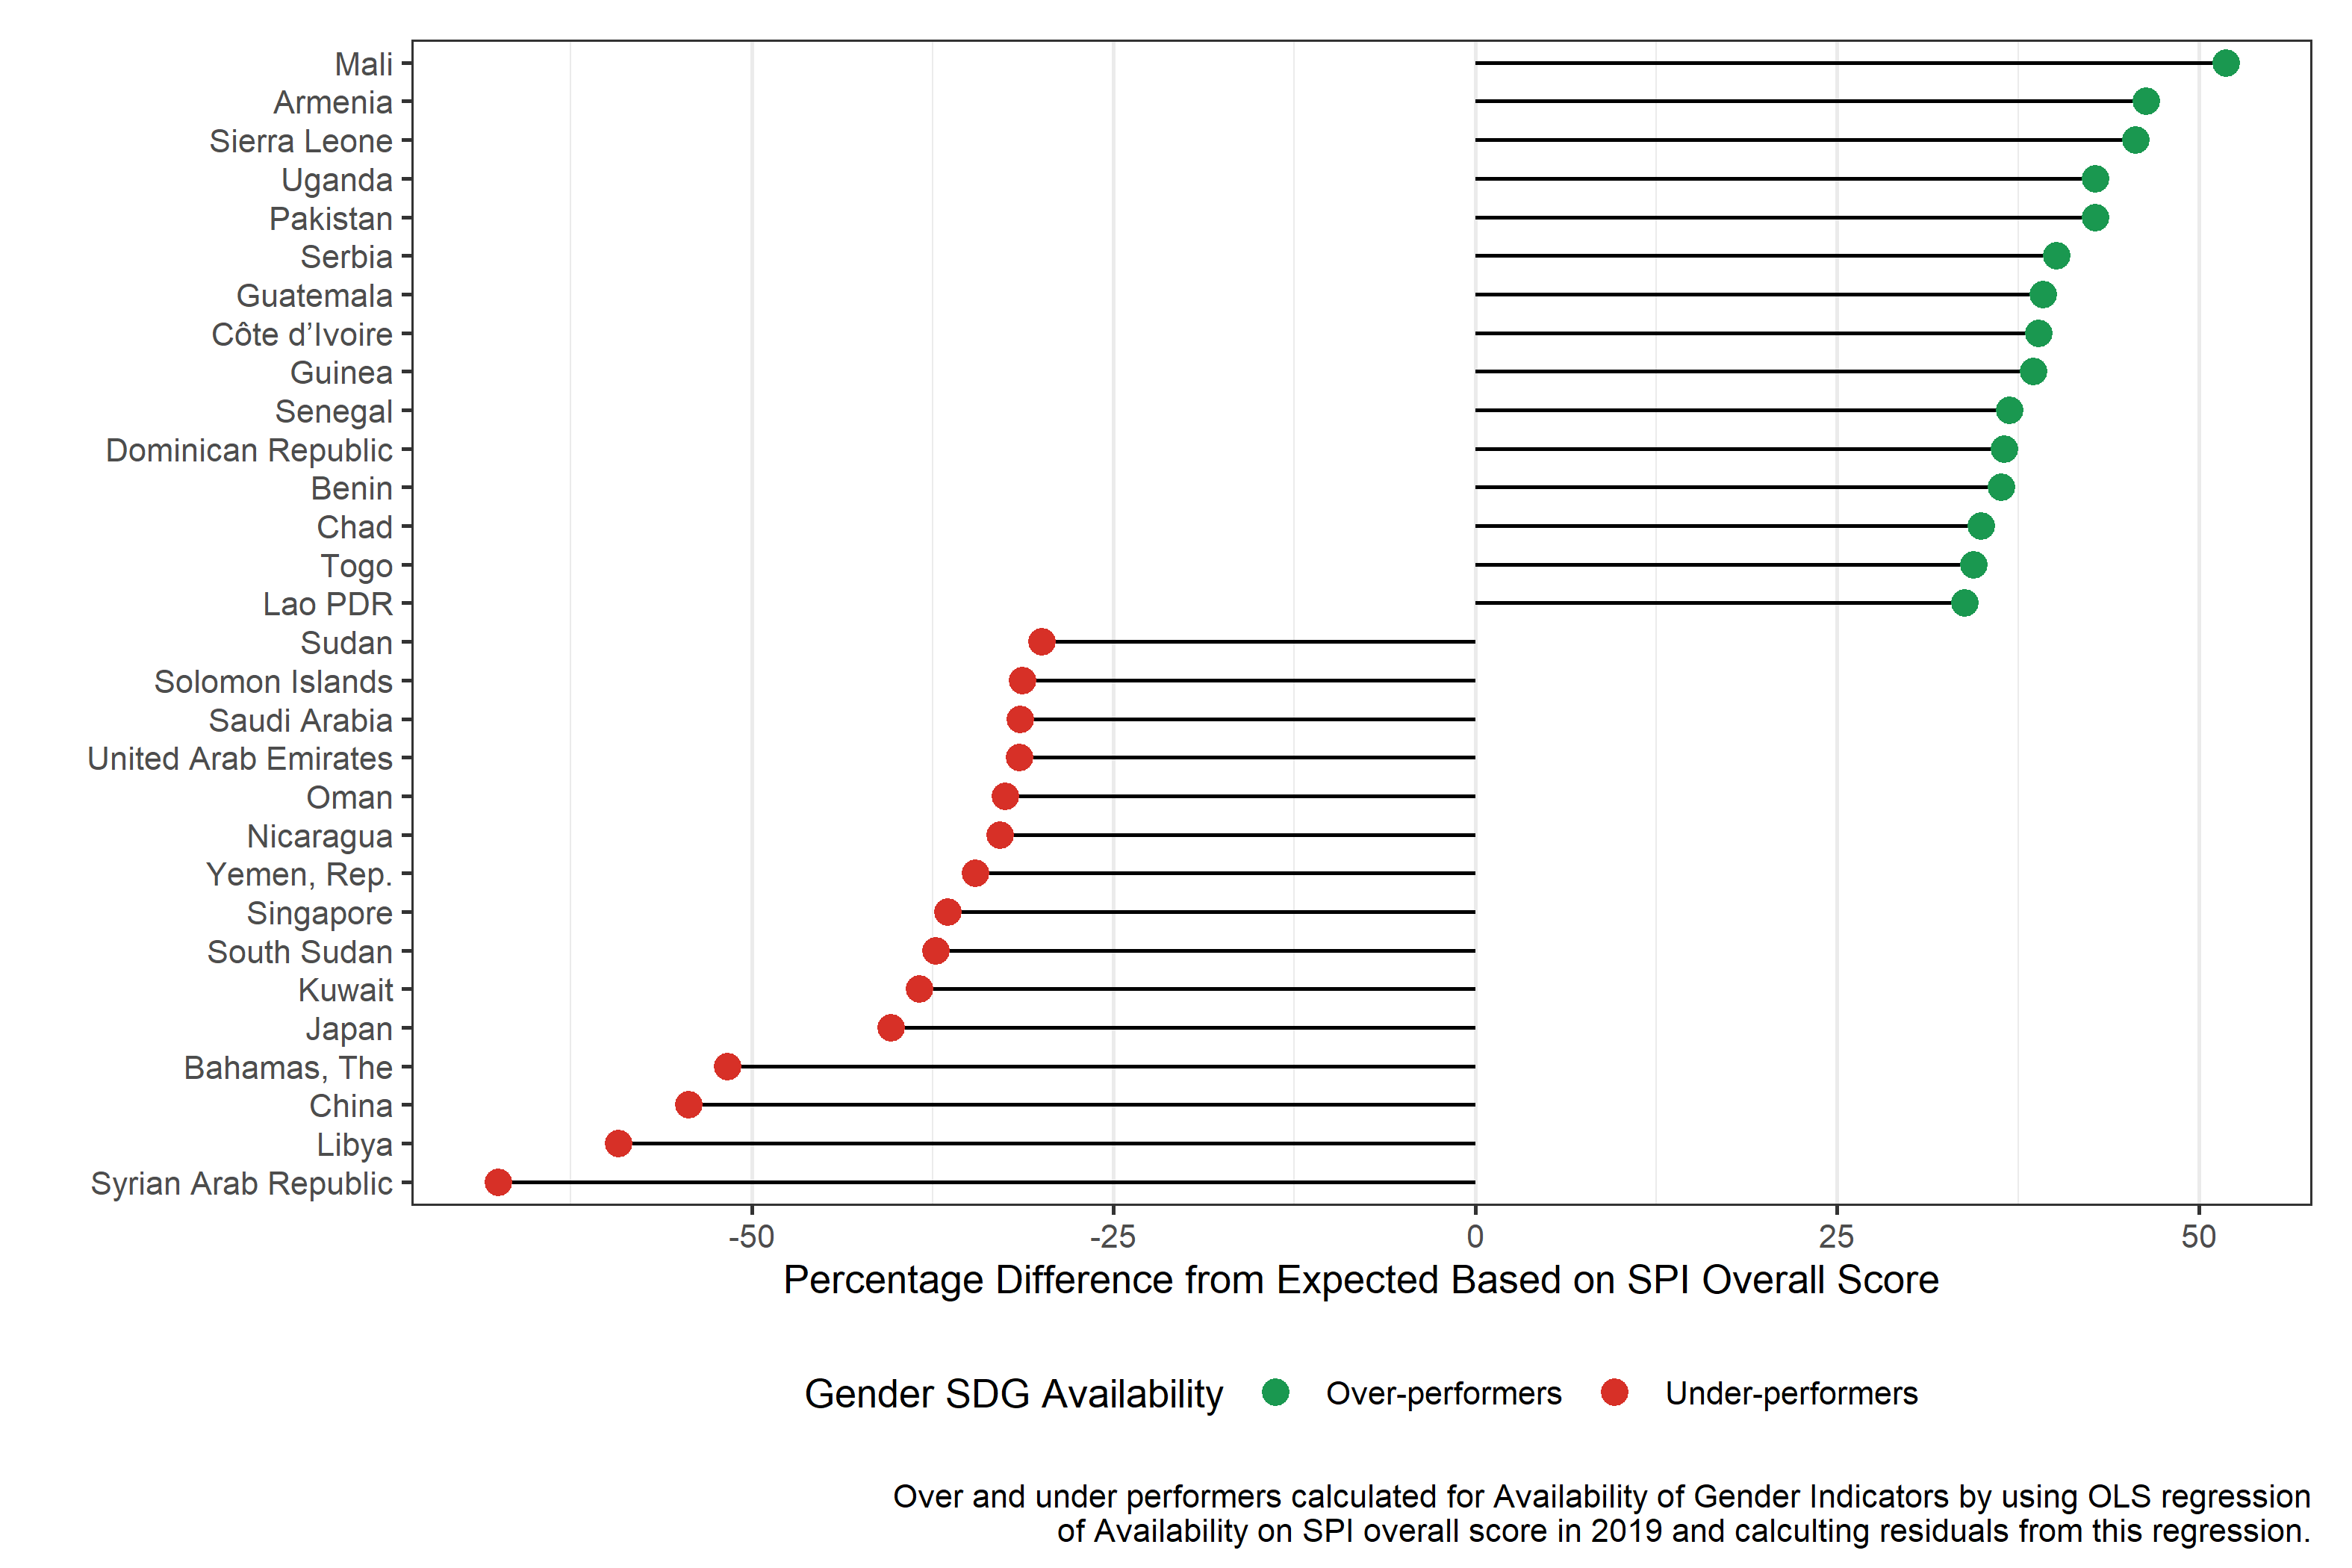 Mali
Armenia
Sierra Leone
Uganda
Pakistan
Serbia
Guatemala
Côte d’Ivoire
Guinea
Senegal
Dominican Republic
Benin
Chad
Togo
Lao PDR
Sudan
Solomon Islands
Saudi Arabia
United Arab Emirates
Oman
Nicaragua
Yemen, Rep.
Singapore
South Sudan
Kuwait
Japan
Bahamas, The
China
Libya
Syrian Arab Republic
-50 -25 0 25 50
Percentage Difference from Expected Based on SPI Overall Score
Gender SDG Availability Over-performers Under-performers
Over and under performers calculated for Availability of Gender Indicators by using OLS regression
of Availability on SPI overall score in 2019 and calculting residuals from this regression.